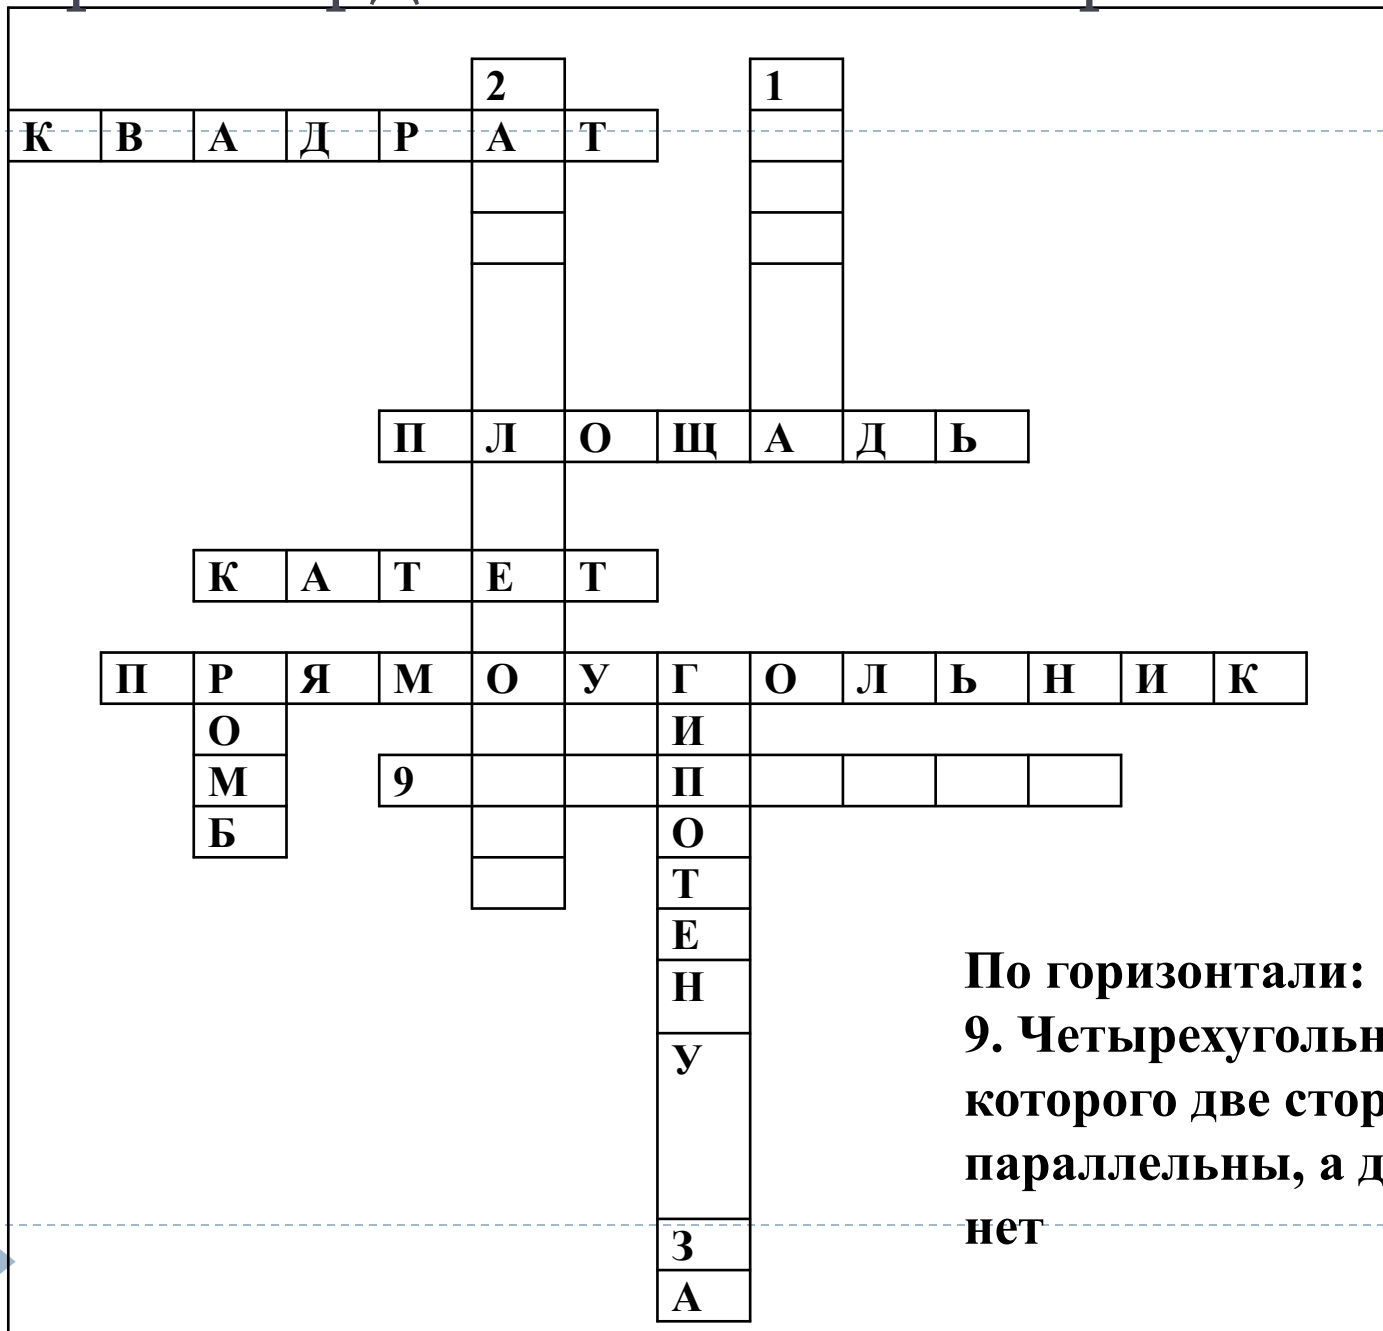 2 1
К В А Д Р А Т
П Л О Щ А Д Ь
К А Т Е Т
П Р Я М О У Г О Л Ь Н И К
О И
М 9 П
Б О
Т
Е
Н
У
З
А
По горизонтали:
9. Четырехугольн
которого две стор
параллельны, а д
нет